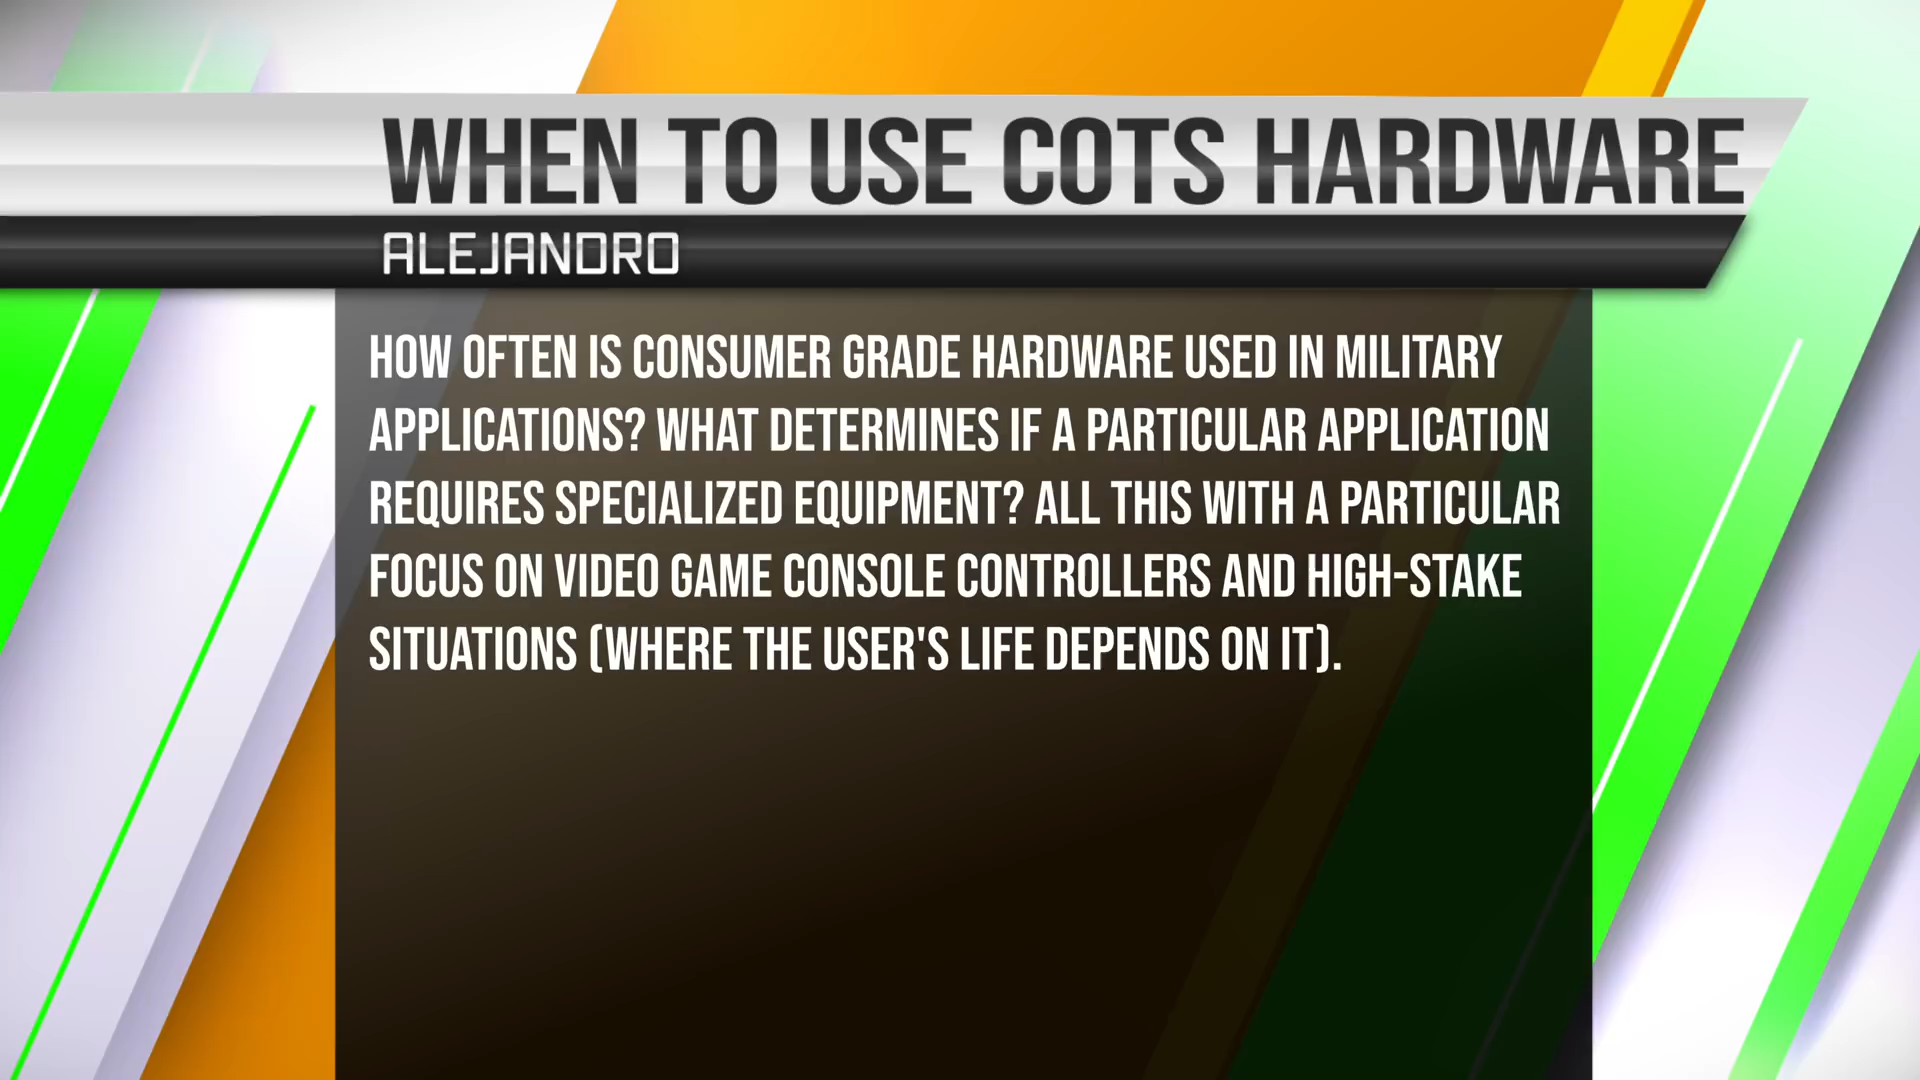 WHEN TO USE COTS HARDWARE
ALEJANDRO
HOW OFTEN IS CONSUMER GRADE HARDWARE USED IN MILITARY
APPLICATIONS? WHAT DETERMINES IF A PARTICULAR APPLICATION
REQUIRES SPECIALIZED EQUIPMENT? ALL THIS WITH A PARTICULAR
FOCUS ON VIDEO GAME CONSOLE CONTROLLERS AND HIGH-STAKE
SITUATIONS (WHERE THE USER'S LIFE DEPENDS ON IT).